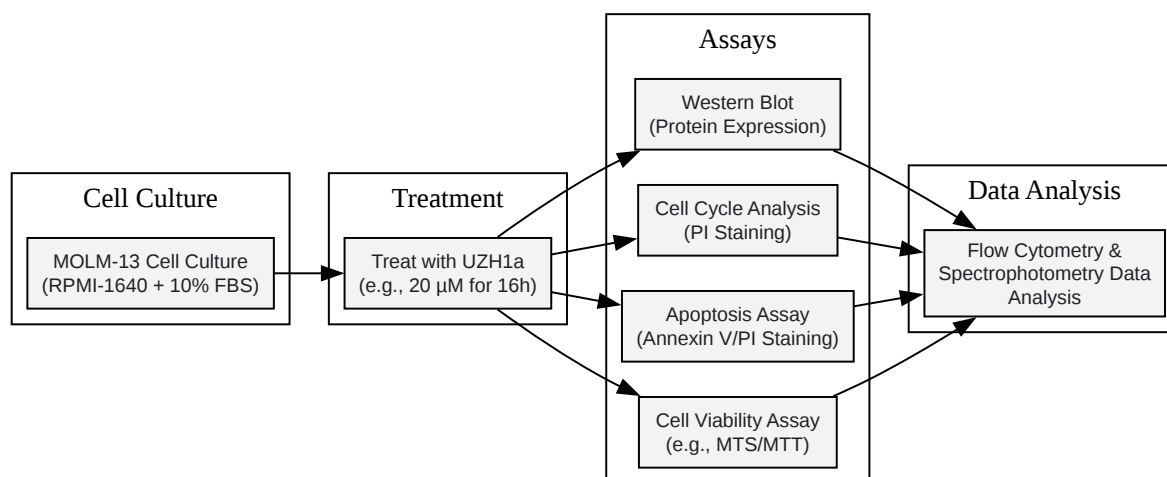 Cell Culture
MOLM-13 Cell Culture
(RPMI-1640 + 10% FBS)
Treatment
Treat with UZH1a
(e.g., 20 µM for 16h)
Assays
Western Blot
(Protein Expression)
Cell Cycle Analysis
(PI Staining)
Apoptosis Assay
(Annexin V/PI Staining)
Cell Viability Assay
(e.g., MTS/MTT)
Data Analysis
Flow Cytometry &
Spectrophotometry Data
Analysis